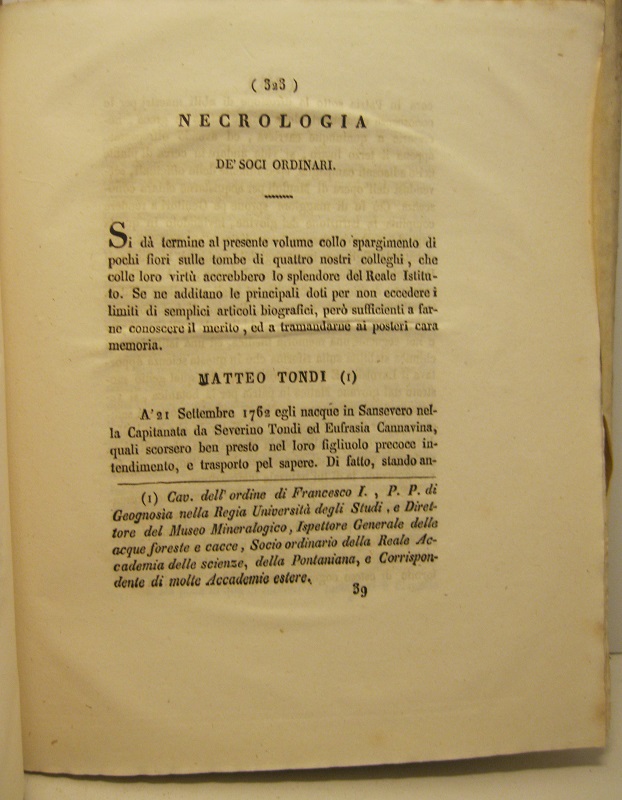 ( 323 )
NECROLOGIA
DE' SOCI ORDINARI.
Si dà termine al presente volume collo spargimento di
pochi fiori sulle tombe di quattro nostri colleghi, che
colle loro virtù accrebbero lo splendore del Reale Istitu-
to. Se ne additano le principali doti per non eccedere i
limiti di semplici articoli biografici, però sufficienti a far-
ne conoscere il merito, ed a tramandarne ai posteri cara
memoria.
MATTEO TONDI (1)
A' 21 Settembre 1762 egli nacque in Sansevero nel-
la Capitanata da Severino Tondi ed Eufrasia Cannavina,
quali scorsero ben presto nel loro figliuolo precoce in-
tendimento, e trasporto pel sapere. Di fatto, stando an-
(1) Cav. dell' ordine di Francesco I., P. P. di
Geognosia nella Regia Università degli Studi, e Diret-
tore del Museo Mineralogico, Ispettore Generale delle
acque foreste e cacce, Socio ordinario della Reale Ac-
cademia delle scienze, della Pontaniana, e Corrispon-
dente di molte Accademie estere.
39